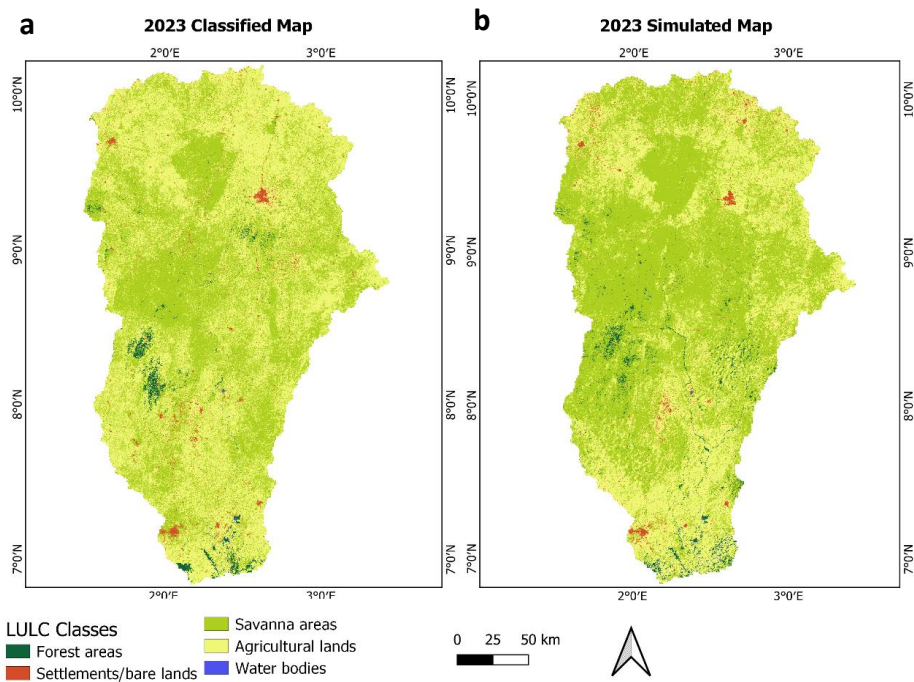 a
2023 Classified Map
b
2023 Simulated Map
2°0′E 3°0′E
2°0′E 3°0′E
10°0′N
9°0′N
8°0′N
7°0′N
10°0′N
9°0′N
8°0′N
7°0′N
10°0′N
9°0′N
8°0′N
7°0′N
10°0′N
9°0′N
8°0′N
7°0′N
2°0′E 3°0′E
2°0′E 3°0′E
LULC Classes
Forest areas
Settlements/bare lands
Savanna areas
Agricultural lands
Water bodies
0 25 50 km